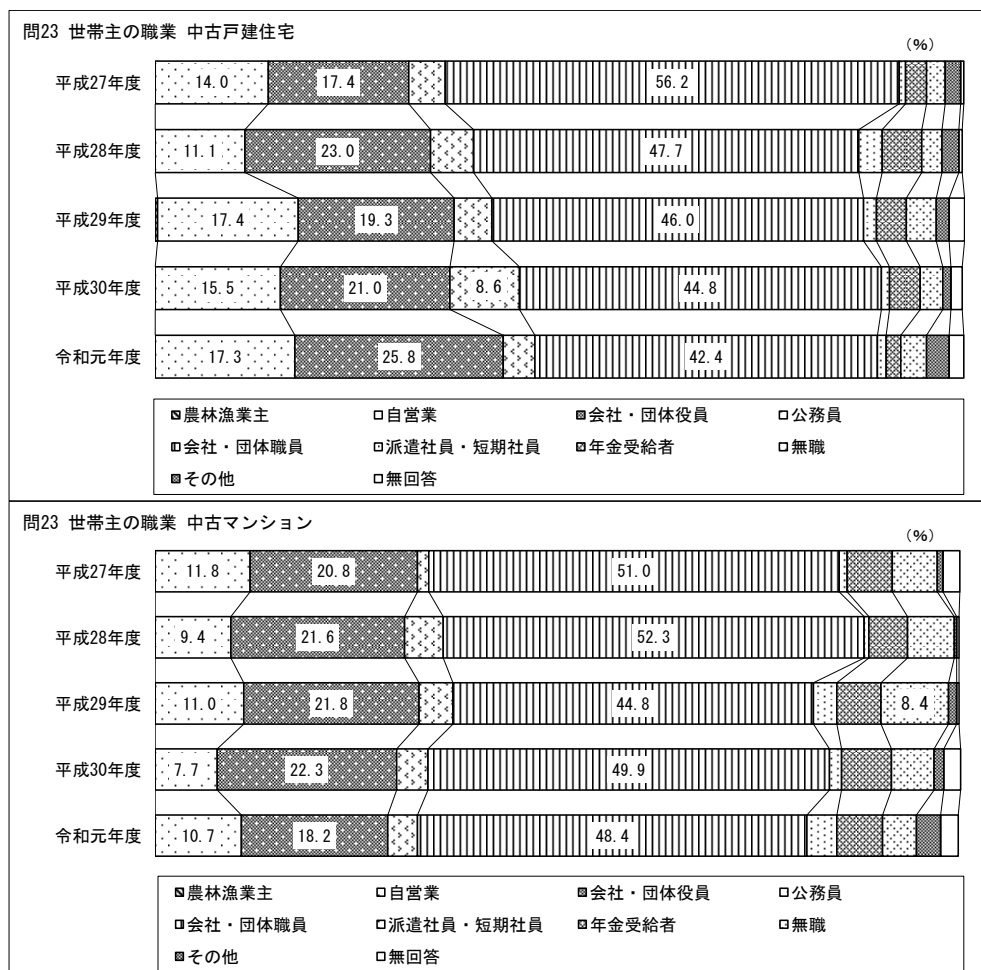 問23 世帯主の職業 中古戸建住宅
(%)
平成27年度 14.0 17.4 56.2
平成28年度 11.1 23.0 47.7
平成29年度 17.4 19.3 46.0
平成30年度 15.5 21.0 8.6 44.8
令和元年度 17.3 25.8 42.4
農林漁業主 自営業 会社・団体役員 公務員
会社・団体職員 派遣社員・短期社員 年金受給者 無職
その他 無回答
問23 世帯主の職業 中古マンション
(%)
平成27年度 11.8 20.8 51.0
平成28年度 9.4 21.6 52.3
平成29年度 11.0 21.8 44.8 8.4
平成30年度 7.7 22.3 49.9
令和元年度 10.7 18.2 48.4
農林漁業主 自営業 会社・団体役員 公務員
会社・団体職員 派遣社員・短期社員 年金受給者 無職
その他 無回答